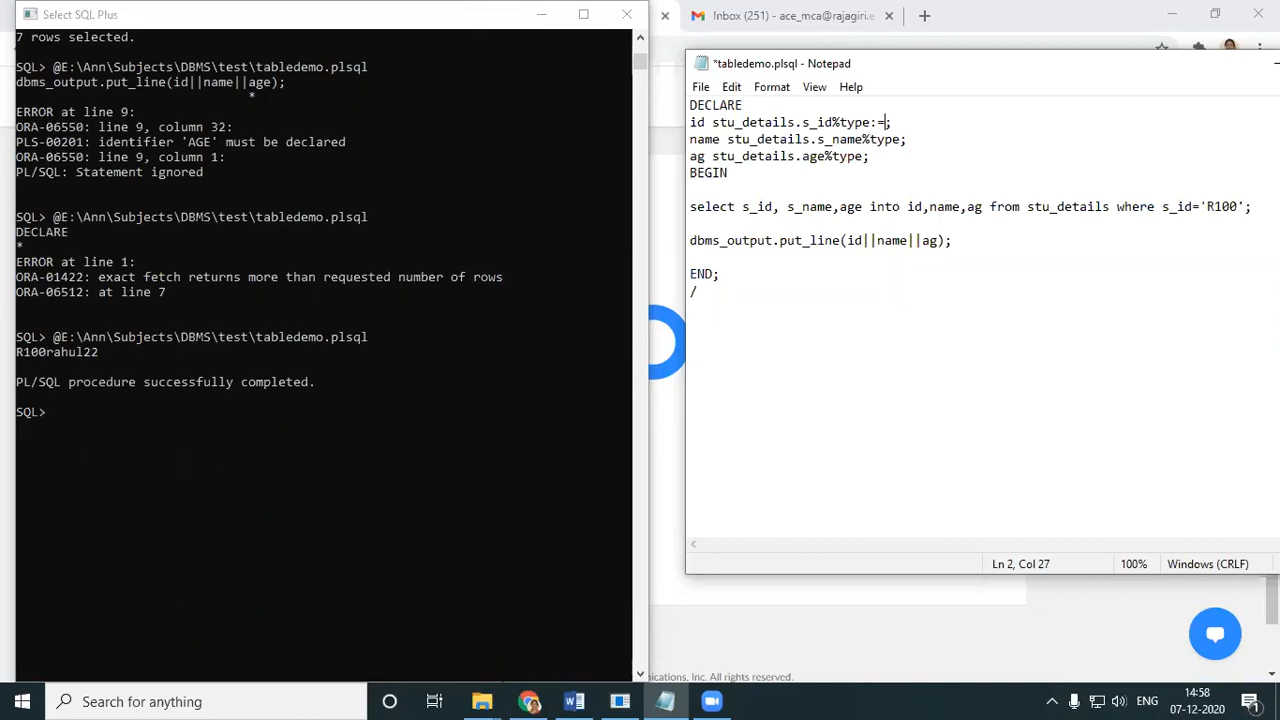 Select SQL Plus
7 rows selected.
SQL> @E:\Ann\Subjects\DBMS\test\tabledemo.plsql
dbms_output.put_line(id||name||age);
*
ERROR at line 9:
ORA-06550: line 9, column 32:
PLS-00201: identifier 'AGE' must be declared
ORA-06550: line 9, column 1:
PL/SQL: Statement ignored
SQL> @E:\Ann\Subjects\DBMS\test\tabledemo.plsql
DECLARE
*
ERROR at line 1:
ORA-01422: exact fetch returns more than requested number of rows
ORA-06512: at line 7
SQL> @E:\Ann\Subjects\DBMS\test\tabledemo.plsql
R100rahul22
PL/SQL procedure successfully completed.
SQL>
Inbox (251) - ace_mca@rajagiri.e
*tabledemo.plsql - Notepad
File Edit Format View Help
DECLARE
id stu_details.s_id%type:=;
name stu_details.s_name%type;
ag stu_details.age%type;
BEGIN
select s_id, s_name,age into id,name,ag from stu_details where s_id='R100';
dbms_output.put_line(id||name||ag);
END;
/
Ln 2, Col 27 100% Windows (CRLF)
ications, Inc. All rights reserved.
Search for anything
ENG
14:58
07-12-2020
1